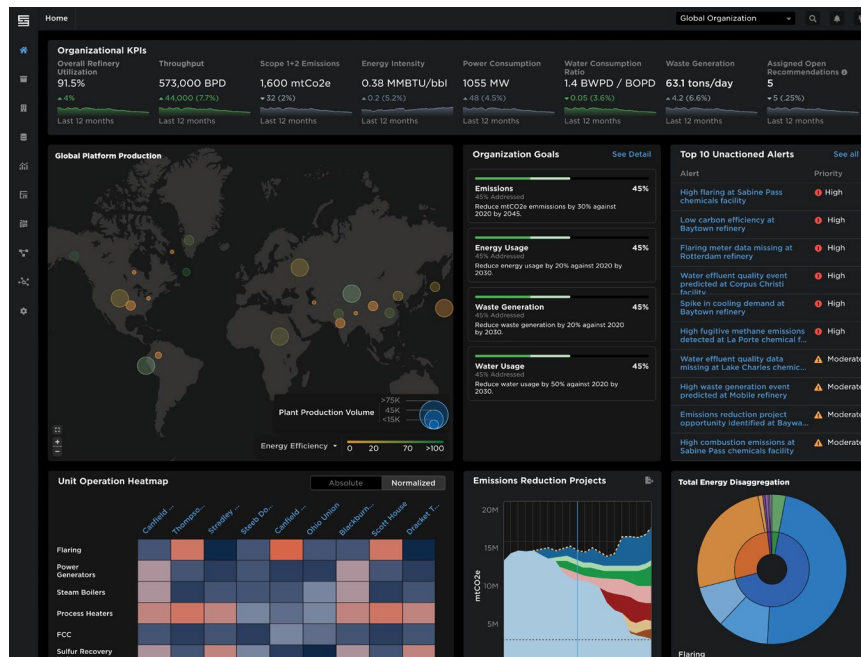 Home
Global Organization
Organizational KPIs
Overall Refinery
Utilization
91.5%
4%
Last 12 months
Throughput
573,000 BPD
44,000 (7.7%)
Last 12 months
Scope 1+2 Emissions
1,600 mtCo2e
32 (2%)
Last 12 months
Energy Intensity
0.38 MMBTU/bbl
0.2 (5.2%)
Last 12 months
Power Consumption
1055 MW
48 (4.5%)
Last 12 months
Water Consumption
Ratio
1.4 BWPD / BOPD
0.05 (3.6%)
Last 12 months
Waste Generation
63.1 tons/day
4.2 (6.6%)
Last 12 months
Assigned Open
Recommendations
5
5 (.25%)
Last 12 months
Global Platform Production
Plant Production Volume
>75K
45K
<15K
Energy Efficiency
0 20 70 >100
Organization Goals
See Detail
Emissions 45%
45% Addressed
Reduce mtCO2e emmissions by 30% against
2020 by 2045.
Energy Usage 45%
45% Addressed
Reduce energy usage by 20% against 2020 by
2030.
Waste Generation 45%
45% Addressed
Reduce waste generation by 20% against 2020
by 2030.
Water Usage 45%
45% Addressed
Reduce water usage by 50% against 2020 by
2030.
Top 10 Unactioned Alerts
See all
Alert Priority
High flaring at Sabine Pass
chemicals facility
High
Low carbon efficiency at
Baytown refinery
High
Flaring meter data missing at
Rotterdam refinery
High
Water effluent quality event
predicted at Corpus Christi
facility
High
Spike in cooling demand at
Baytown refinery
High
High fugitive methane emissions
detected at La Porte chemical f...
High
Water effluent quality data
missing at Lake Charles chemic...
Moderate
High waste generation event
predicted at Mobile refinery
Moderate
Emissions reduction project
opportunity identified at Baywa...
Moderate
High combustion emissions at
Sabine Pass chemicals facility
Moderate
Unit Operation Heatmap
Absolute Normalized
Canfield ...
Thompso...
Stradley ...
Steeb Do...
Canfield ...
Ohio Union
Blackburn...
Scott House
Dracket T...
Flaring
Power
Generators
Steam Boilers
Process Heaters
FCC
Sulfur Recovery
Emissions Reduction Projects
mtCO2e
20M
15M
10M
5M
Total Energy Disaggregation
Flaring